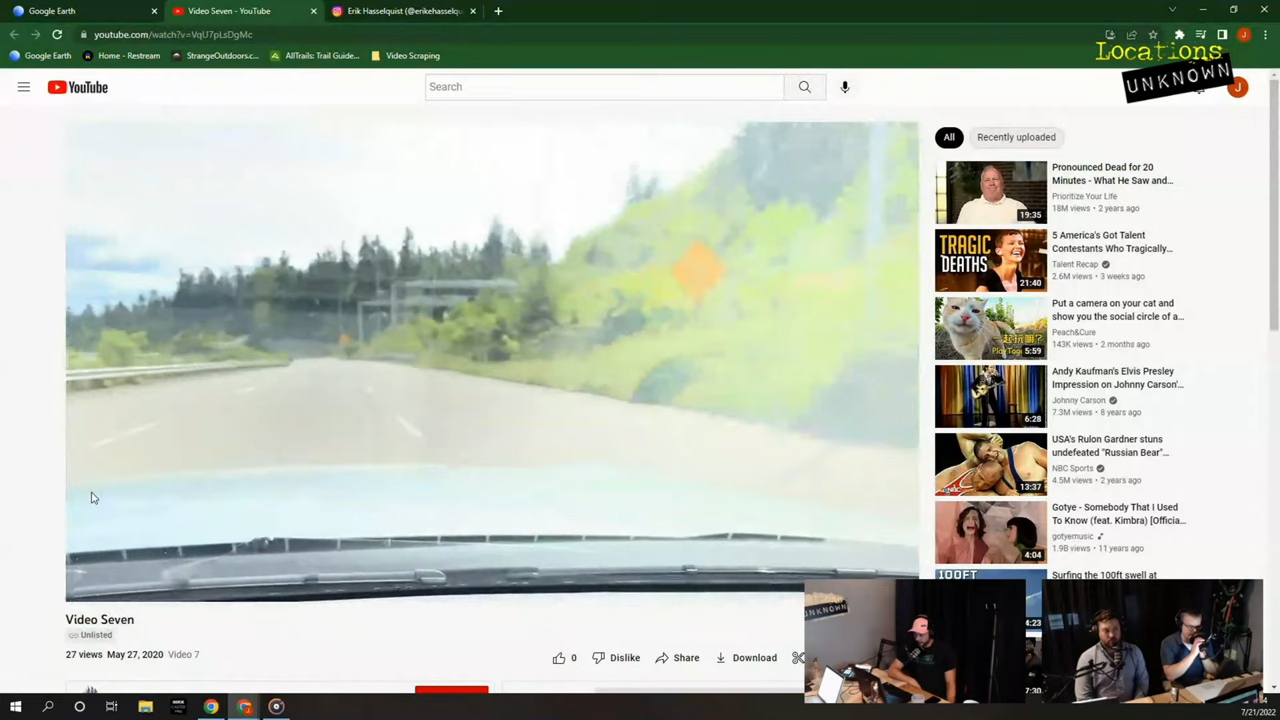 Google Earth
Video Seven - YouTube
Erik Hasselquist (@erikehasselqu
youtube.com/watch?v=VqU7pLsDgMc
J
Google Earth
Home - Restream
StrangeOutdoors.c...
AllTrails: Trail Guide...
Video Scraping
Locations
UNKNOWN
YouTube
Search
J
All
Recently uploaded
Pronounced Dead for 20
Minutes - What He Saw and...
Prioritize Your Life
18M views • 2 years ago
19:35
5 America's Got Talent
Contestants Who Tragically...
Talent Recap
2.6M views • 3 weeks ago
TRAGIC
DEATHS
21:40
Put a camera on your cat and
show you the social circle of a...
Peach&Cure
143K views • 2 months ago
5:59
Andy Kaufman's Elvis Presley
Impression on Johnny Carson'...
Johnny Carson
7.3M views • 8 years ago
6:28
USA's Rulon Gardner stuns
undefeated "Russian Bear"...
NBC Sports
4.5M views • 2 years ago
13:37
Gotye - Somebody That I Used
To Know (feat. Kimbra) [Officia...
gotyemusic
1.9B views • 11 years ago
4:04
Surfing the 100ft swell at
100FT
4:23
7:30
Video Seven
Unlisted
27 views May 27, 2020 Video 7
0
Dislike
Share
Download
UNKNOWN
7/21/2022